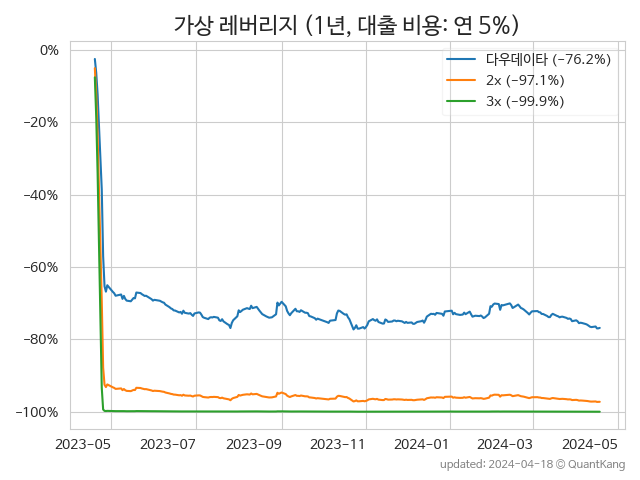 가상 레버리지 (1년, 대출 비용: 연 5%)
다우데이타 (−76.2%)
2x (−97.1%)
3x (−99.9%)
0%
−20%
−40%
−60%
−80%
−100%
2023-05 2023-07 2023-09 2023-11 2024-01 2024-03 2024-05
updated: 2024-04-18 © QuantKang